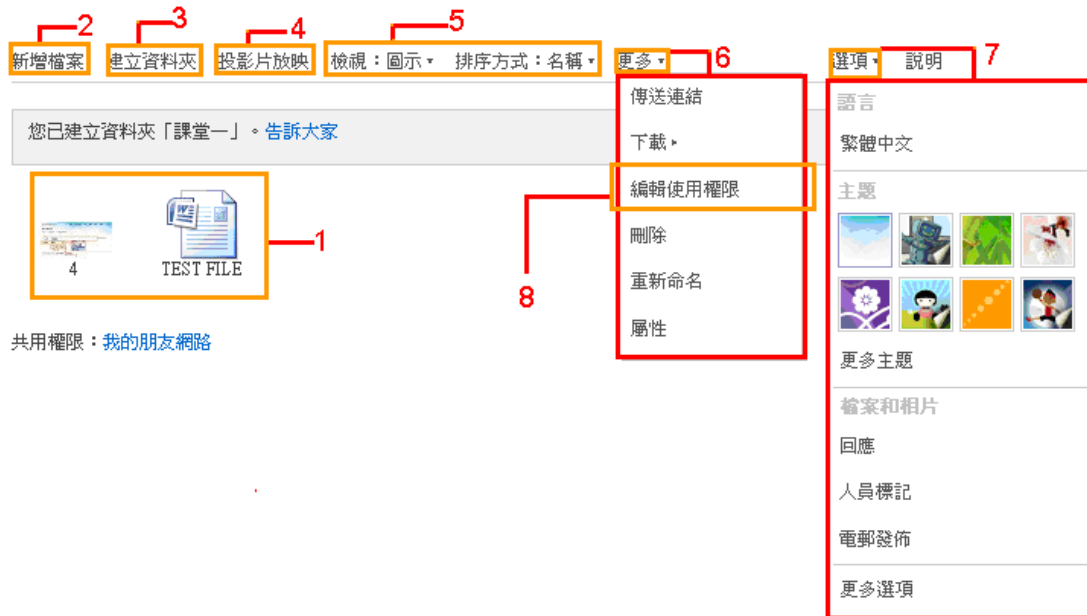 2
3
4
5
6
7
新增檔案 建立資料夾 投影片放映 檢視：圖示 排序方式：名稱 更多 選項 說明
您已建立資料夾「課堂一」。告訴大家
4
TEST FILE
1
共用權限：我的朋友網路
傳送連結
下載
編輯使用權限
刪除
重新命名
屬性
8
語言
繁體中文
主題
更多主題
檔案和相片
回應
人員標記
電郵發佈
更多選項